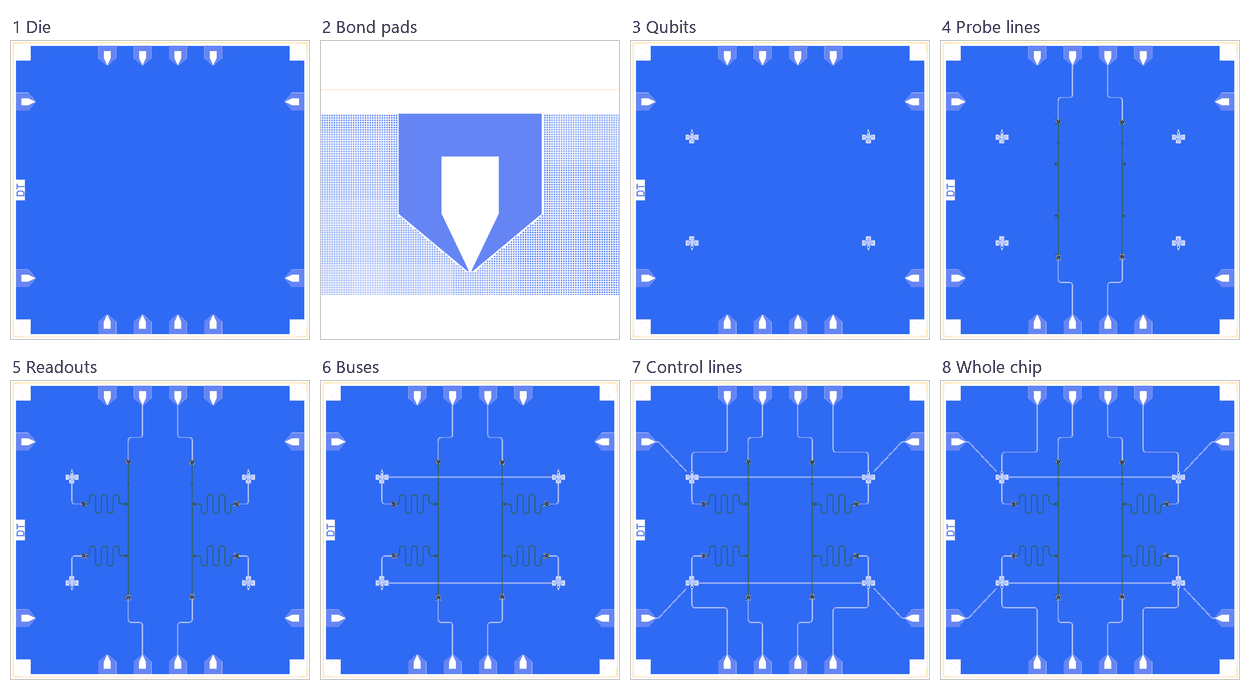 1 Die
2 Bond pads
3 Qubits
4 Probe lines
DT
DT
DT
5 Readouts
6 Buses
7 Control lines
8 Whole chip
DT
DT
DT
DT